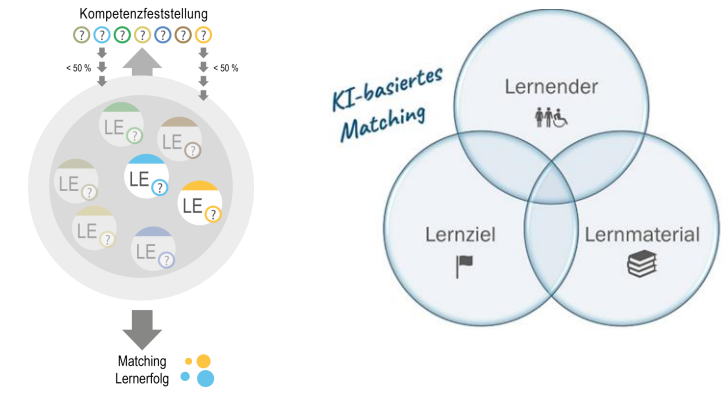 Kompetenzfeststellung
? ? ? ? ? ? ?
< 50 %
< 50 %
LE ?
LE ?
LE ?
LE ?
LE ?
LE ?
LE ?
Matching
Lernerfolg
KI-basiertes
Matching
Lernender
Lernziel
Lernmaterial